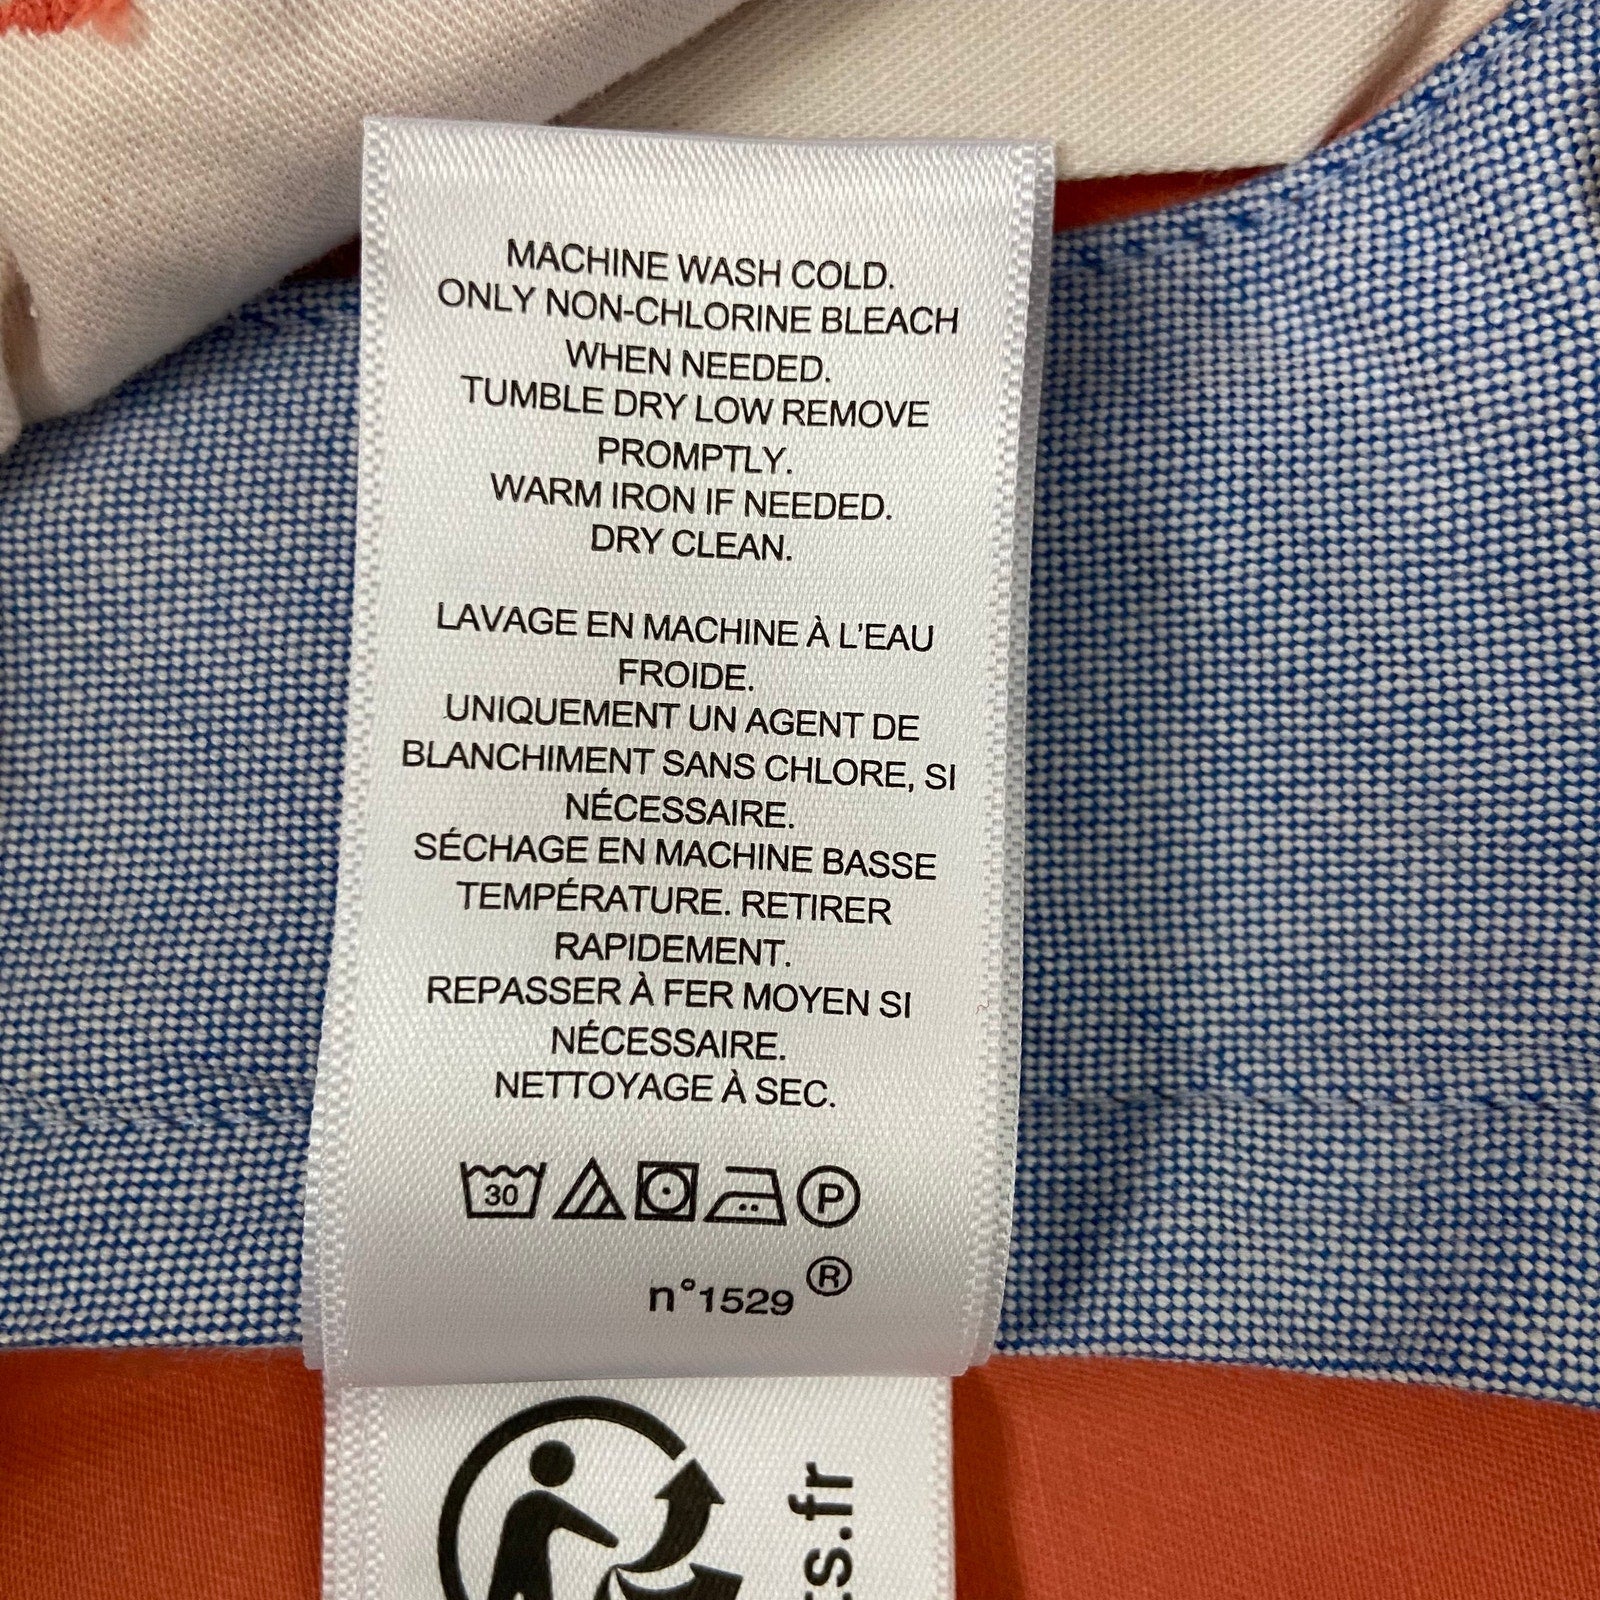 MACHINE WASH COLD.
ONLY NON-CHLORINE BLEACH
WHEN NEEDED.
TUMBLE DRY LOW REMOVE
PROMPTLY.
WARM IRON IF NEEDED.
DRY CLEAN.
LAVAGE EN MACHINE À L'EAU
FROIDE.
UNIQUEMENT UN AGENT DE
BLANCHIMENT SANS CHLORE, SI
NÉCESSAIRE.
SÉCHAGE EN MACHINE BASSE
TEMPÉRATURE. RETIRER
RAPIDEMENT.
REPASSER À FER MOYEN SI
NÉCESSAIRE.
NETTOYAGE À SEC.
30 P
n°1529 ®
s.fr